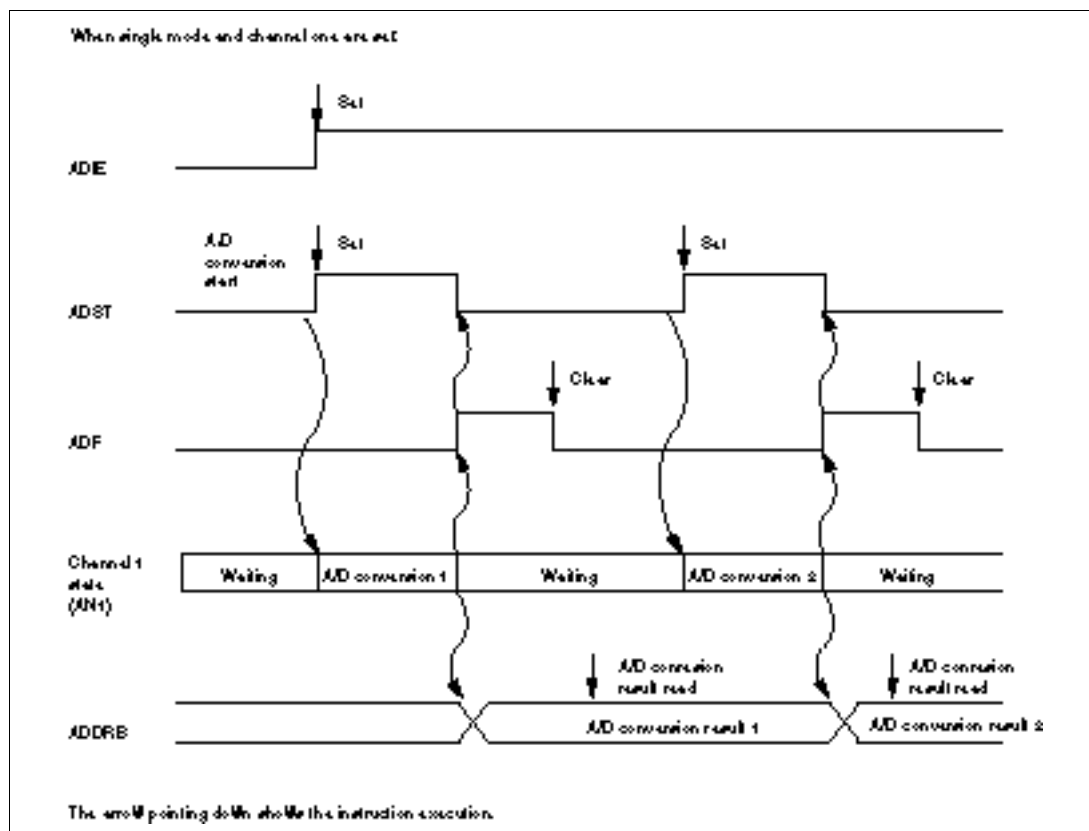 When single mode and channel one are set
Set
ADIE
A/D
conversion
start
Set
Set
ADST
Clear
Clear
ADF
Channel 1
state
(AN1)
Waiting
A/D conversion 1
Waiting
A/D conversion 2
Waiting
A/D conresion
result read
A/D conresion
result read
ADDRB
A/D conversion result 1
A/D conversion result 2
The arrow pointing down shows the instruction execution.